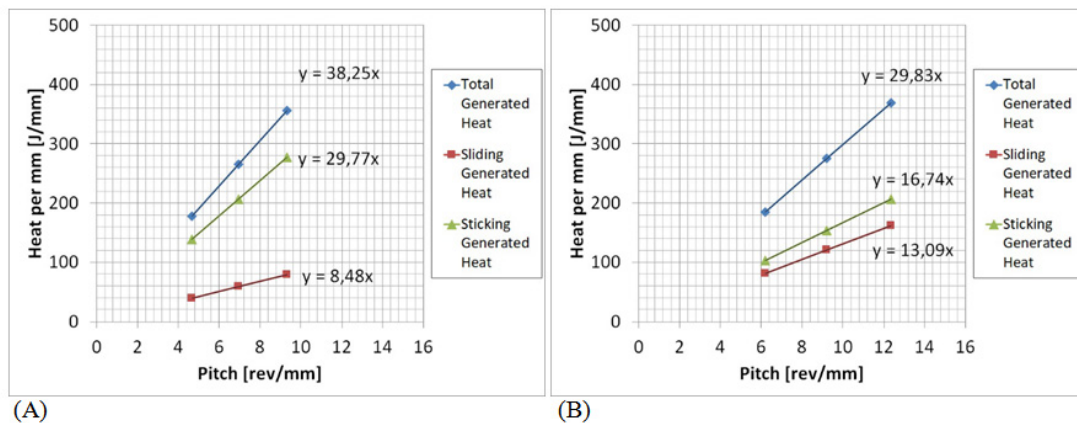 500
400
300
200
100
0
Heat per mm [J/mm]
0 2 4 6 8 10 12 14 16
Pitch [rev/mm]
y = 38,25x
y = 29,77x
y = 8,48x
Total
Generated
Heat
Sliding
Generated
Heat
Sticking
Generated
Heat
(A)
500
400
300
200
100
0
Heat per mm [J/mm]
0 2 4 6 8 10 12 14 16
Pitch [rev/mm]
y = 29,83x
y = 16,74x
y = 13,09x
Total
Generated
Heat
Sliding
Generated
Heat
Sticking
Generated
Heat
(B)